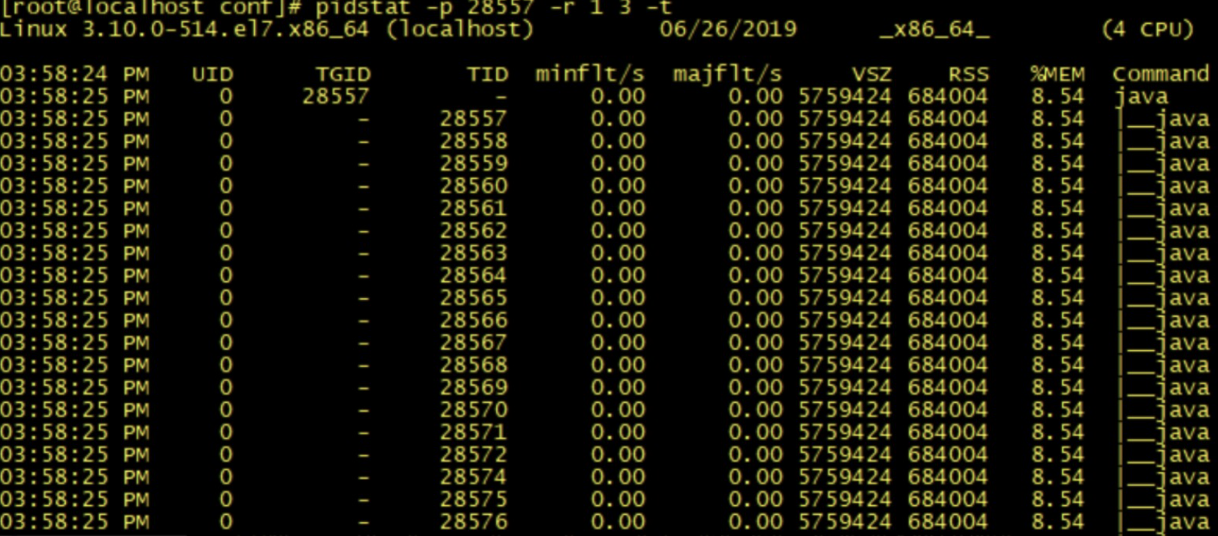 [root@localhost conf]# pidstat -p 28557 -r 1 3 -t
Linux 3.10.0-514.el7.x86_64 (localhost) 06/26/2019 _x86_64_ (4 CPU)
03:58:24 PM UID TGID TID minflt/s majflt/s VSZ RSS %MEM Command
03:58:25 PM 0 28557 - 0.00 0.00 5759424 684004 8.54 java
03:58:25 PM 0 - 28557 0.00 0.00 5759424 684004 8.54 |__java
03:58:25 PM 0 - 28558 0.00 0.00 5759424 684004 8.54 |__java
03:58:25 PM 0 - 28559 0.00 0.00 5759424 684004 8.54 |__java
03:58:25 PM 0 - 28560 0.00 0.00 5759424 684004 8.54 |__java
03:58:25 PM 0 - 28561 0.00 0.00 5759424 684004 8.54 |__java
03:58:25 PM 0 - 28562 0.00 0.00 5759424 684004 8.54 |__java
03:58:25 PM 0 - 28563 0.00 0.00 5759424 684004 8.54 |__java
03:58:25 PM 0 - 28564 0.00 0.00 5759424 684004 8.54 |__java
03:58:25 PM 0 - 28565 0.00 0.00 5759424 684004 8.54 |__java
03:58:25 PM 0 - 28566 0.00 0.00 5759424 684004 8.54 |__java
03:58:25 PM 0 - 28567 0.00 0.00 5759424 684004 8.54 |__java
03:58:25 PM 0 - 28568 0.00 0.00 5759424 684004 8.54 |__java
03:58:25 PM 0 - 28569 0.00 0.00 5759424 684004 8.54 |__java
03:58:25 PM 0 - 28570 0.00 0.00 5759424 684004 8.54 |__java
03:58:25 PM 0 - 28571 0.00 0.00 5759424 684004 8.54 |__java
03:58:25 PM 0 - 28572 0.00 0.00 5759424 684004 8.54 |__java
03:58:25 PM 0 - 28574 0.00 0.00 5759424 684004 8.54 |__java
03:58:25 PM 0 - 28575 0.00 0.00 5759424 684004 8.54 |__java
03:58:25 PM 0 - 28576 0.00 0.00 5759424 684004 8.54 |__java